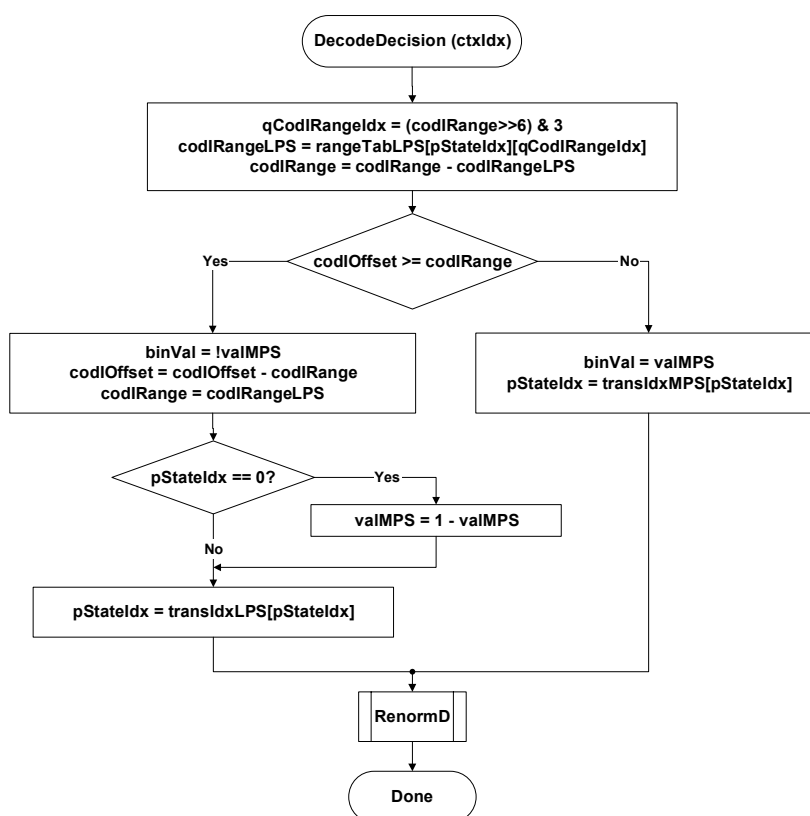 DecodeDecision (ctxIdx)
qCodIRangeIdx = (codIRange>>6) & 3
codIRangeLPS = rangeTabLPS[pStateIdx][qCodIRangeIdx]
codIRange = codIRange - codIRangeLPS
codIOffset >= codIRange
Yes
No
binVal = !valMPS
codIOffset = codIOffset - codIRange
codIRange = codIRangeLPS
binVal = valMPS
pStateIdx = transIdxMPS[pStateIdx]
pStateIdx == 0?
Yes
valMPS = 1 - valMPS
No
pStateIdx = transIdxLPS[pStateIdx]
RenormD
Done